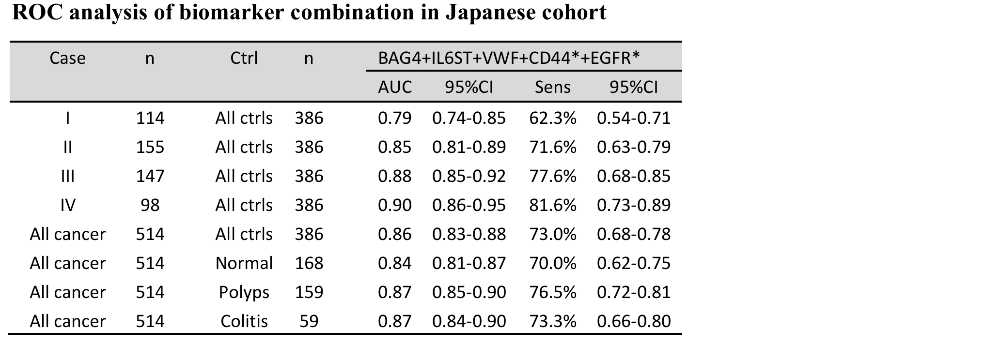 ROC analysis of biomarker combination in Japanese cohort
Case n Ctrl n BAG4+IL6ST+VWF+CD44*+EGFR*
AUC 95%CI Sens 95%CI
I 114 All ctrls 386 0.79 0.74-0.85 62.3% 0.54-0.71
II 155 All ctrls 386 0.85 0.81-0.89 71.6% 0.63-0.79
III 147 All ctrls 386 0.88 0.85-0.92 77.6% 0.68-0.85
IV 98 All ctrls 386 0.90 0.86-0.95 81.6% 0.73-0.89
All cancer 514 All ctrls 386 0.86 0.83-0.88 73.0% 0.68-0.78
All cancer 514 Normal 168 0.84 0.81-0.87 70.0% 0.62-0.75
All cancer 514 Polyps 159 0.87 0.85-0.90 76.5% 0.72-0.81
All cancer 514 Colitis 59 0.87 0.84-0.90 73.3% 0.66-0.80